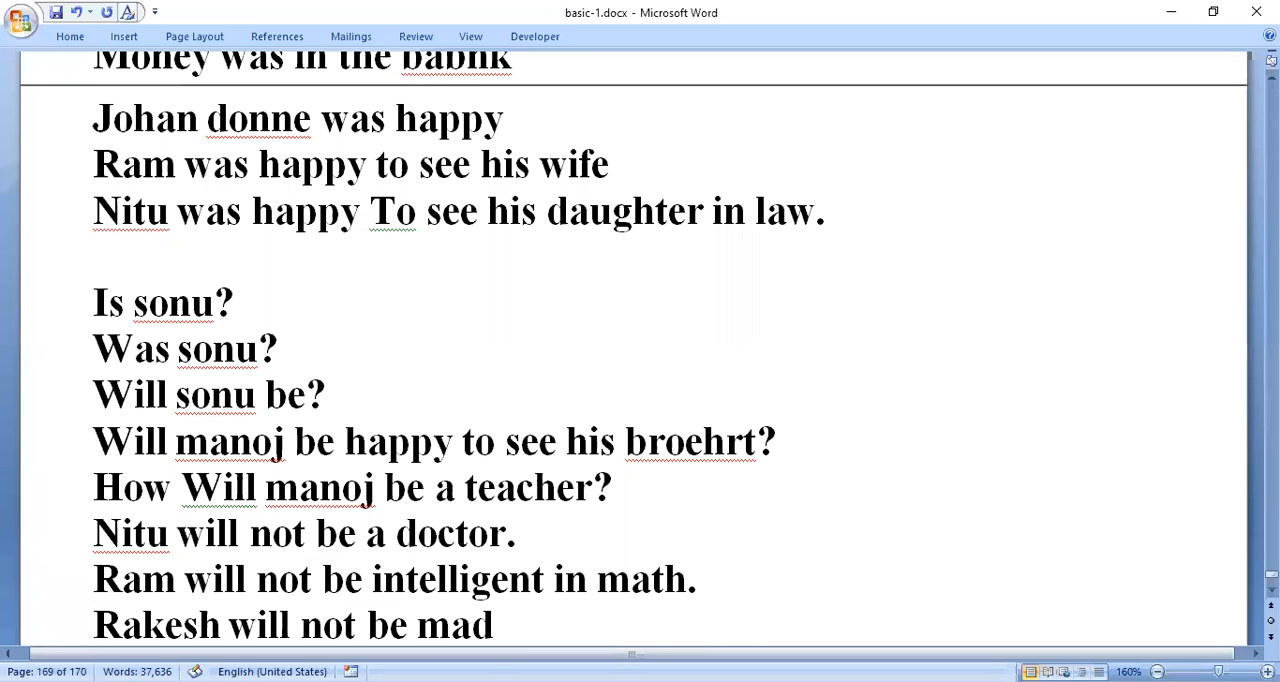 basic-1.docx - Microsoft Word
Home Insert Page Layout References Mailings Review View Developer
Money was in the babnk
Johan donne was happy
Ram was happy to see his wife
Nitu was happy To see his daughter in law.
Is sonu?
Was sonu?
Will sonu be?
Will manoj be happy to see his broehrt?
How Will manoj be a teacher?
Nitu will not be a doctor.
Ram will not be intelligent in math.
Rakesh will not be mad
Page: 169 of 170 Words: 37,636 English (United States) 160%